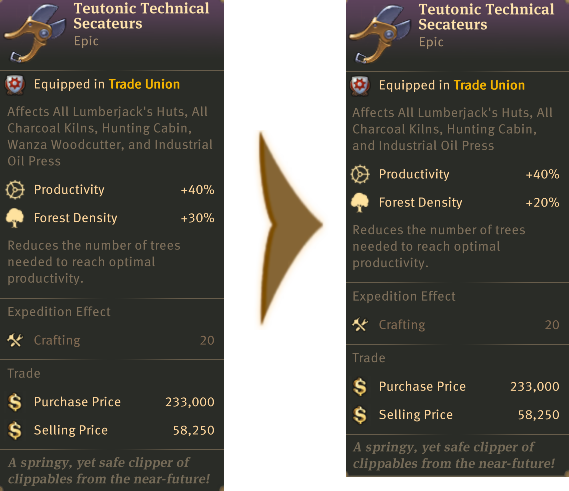 Teutonic Technical
Secateurs
Epic
Equipped in Trade Union
Affects All Lumberjack's Huts, All
Charcoal Kilns, Hunting Cabin,
Wanza Woodcutter, and Industrial
Oil Press
Productivity +40%
Forest Density +30%
Reduces the number of trees
needed to reach optimal
productivity.
Expedition Effect
Crafting 20
Trade
Purchase Price 233,000
Selling Price 58,250
A springy, yet safe clipper of
clippables from the near-future!
Teutonic Technical
Secateurs
Epic
Equipped in Trade Union
Affects All Lumberjack's Huts, All
Charcoal Kilns, Hunting Cabin,
and Industrial Oil Press
Productivity +40%
Forest Density +20%
Reduces the number of trees
needed to reach optimal
productivity.
Expedition Effect
Crafting 20
Trade
Purchase Price 233,000
Selling Price 58,250
A springy, yet safe clipper of
clippables from the near-future!